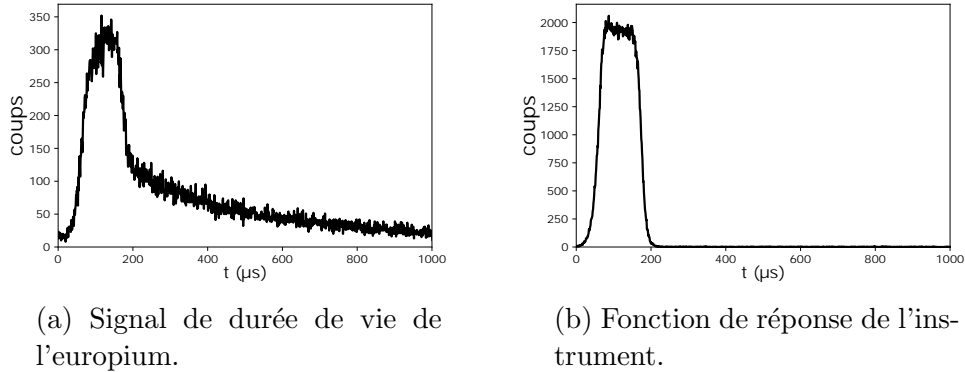 350
300
250
200
150
100
50
0
coups
0 200 400 600 800 1000
t (µs)
(a) Signal de durée de vie de
l'europium.
2000
1750
1500
1250
1000
750
500
250
0
coups
0 200 400 600 800 1000
t (µs)
(b) Fonction de réponse de l'ins-
trument.